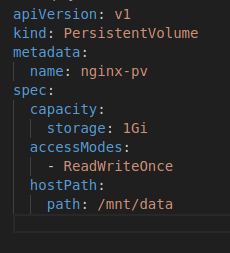 apiVersion: v1
kind: PersistentVolume
metadata:
  name: nginx-pv
spec:
  capacity:
    storage: 1Gi
  accessModes:
    - ReadWriteOnce
  hostPath:
    path: /mnt/data